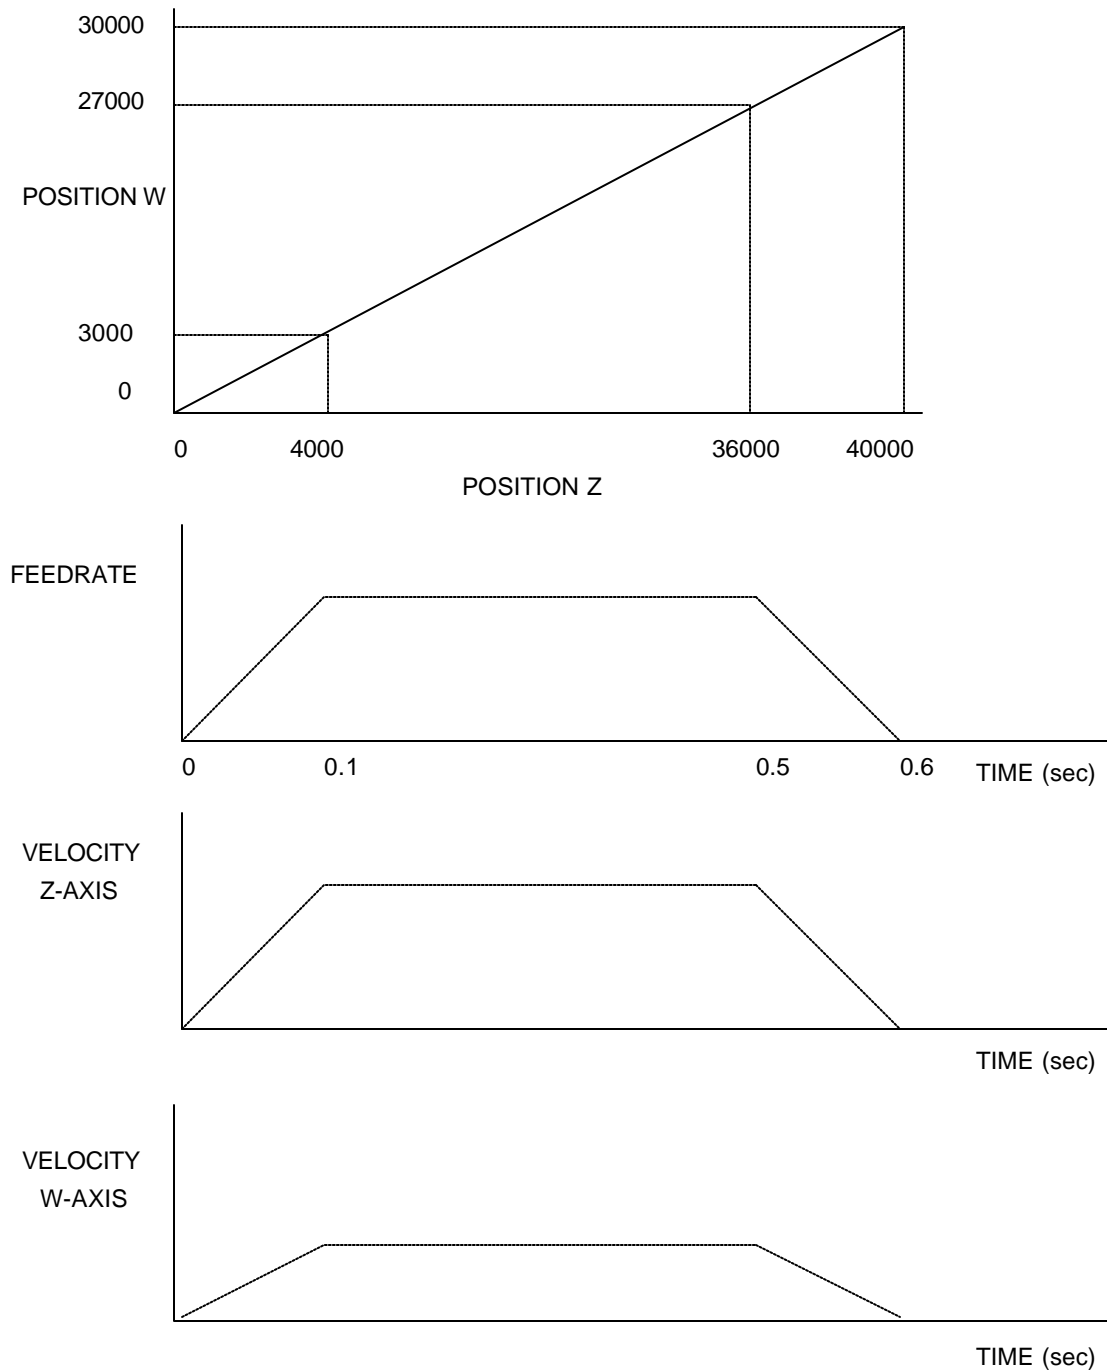 30000
27000
POSITION W
3000
0
0 4000 36000 40000
POSITION Z
FEEDRATE
0 0.1 0.5 0.6 TIME (sec)
VELOCITY
Z-AXIS
TIME (sec)
VELOCITY
W-AXIS
TIME (sec)